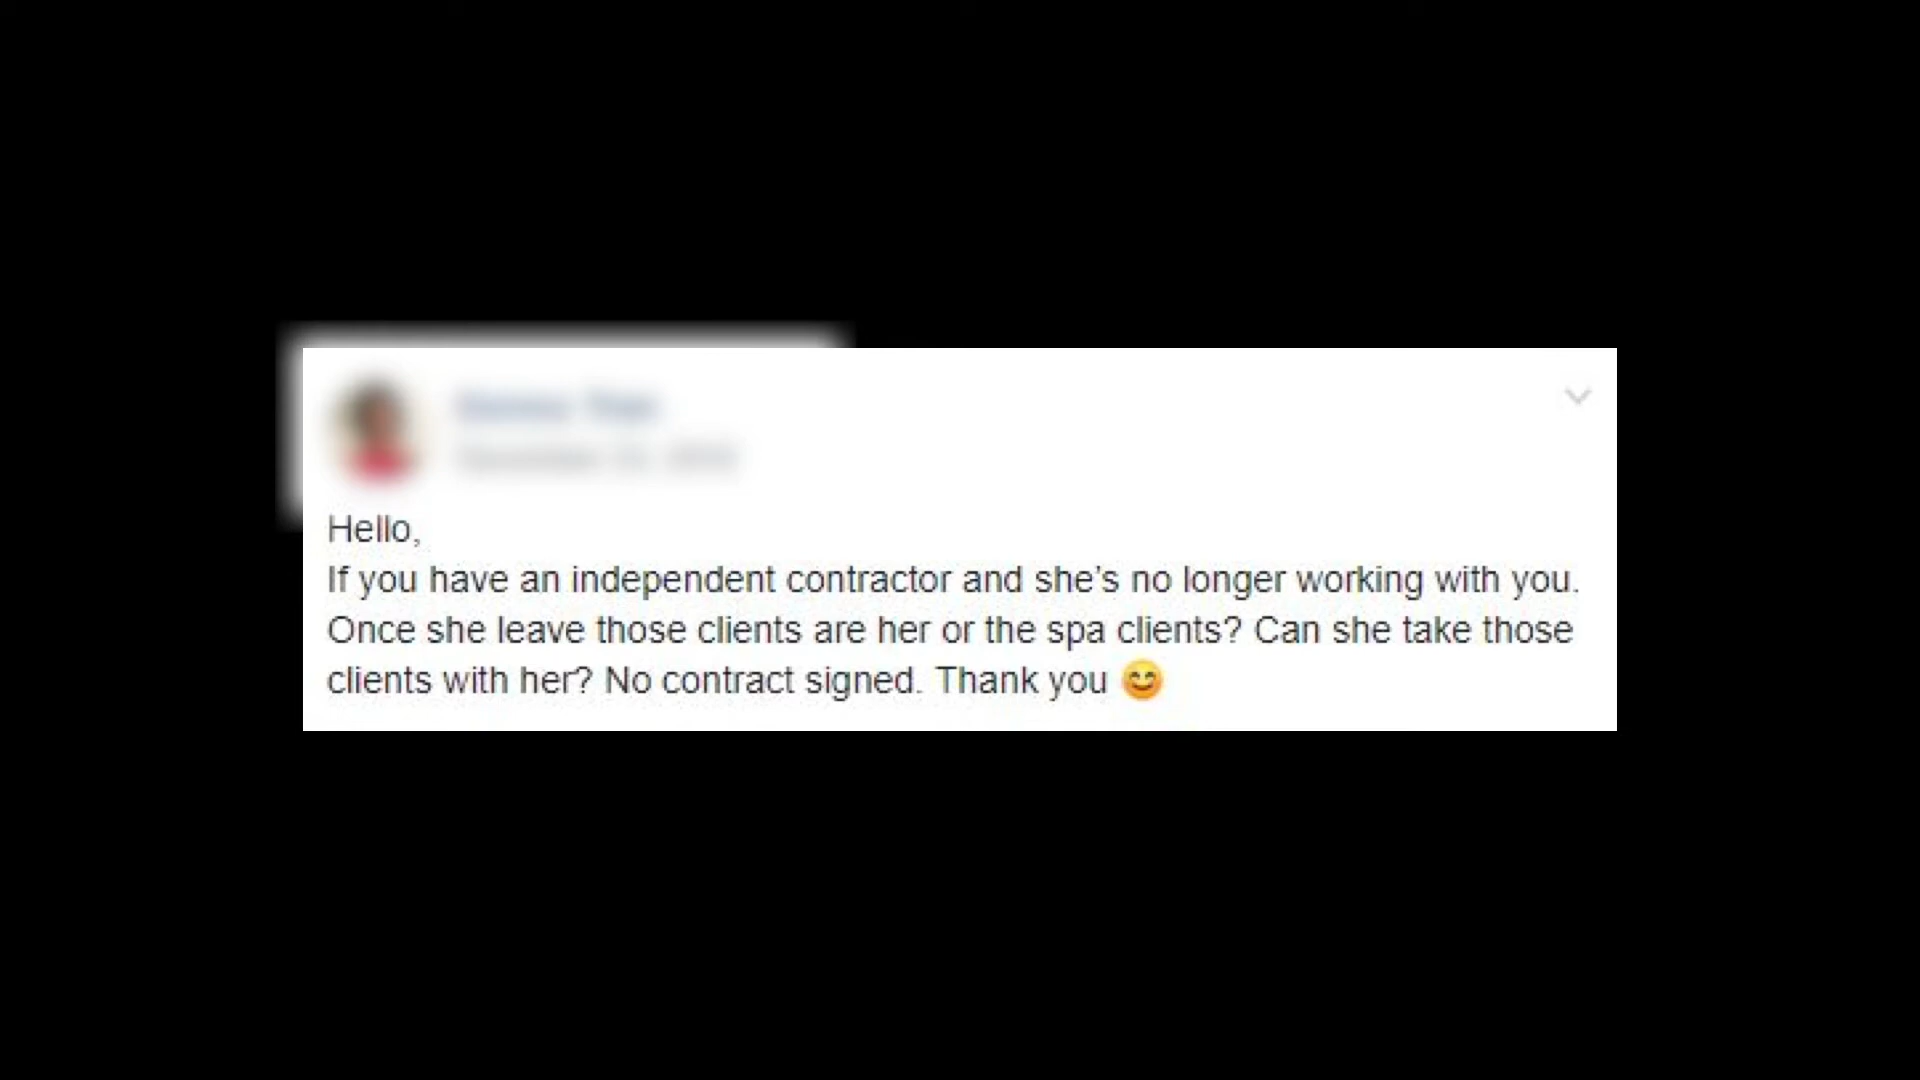 Hello,
If you have an independent contractor and she's no longer working with you.
Once she leave those clients are her or the spa clients? Can she take those
clients with her? No contract signed. Thank you 😊